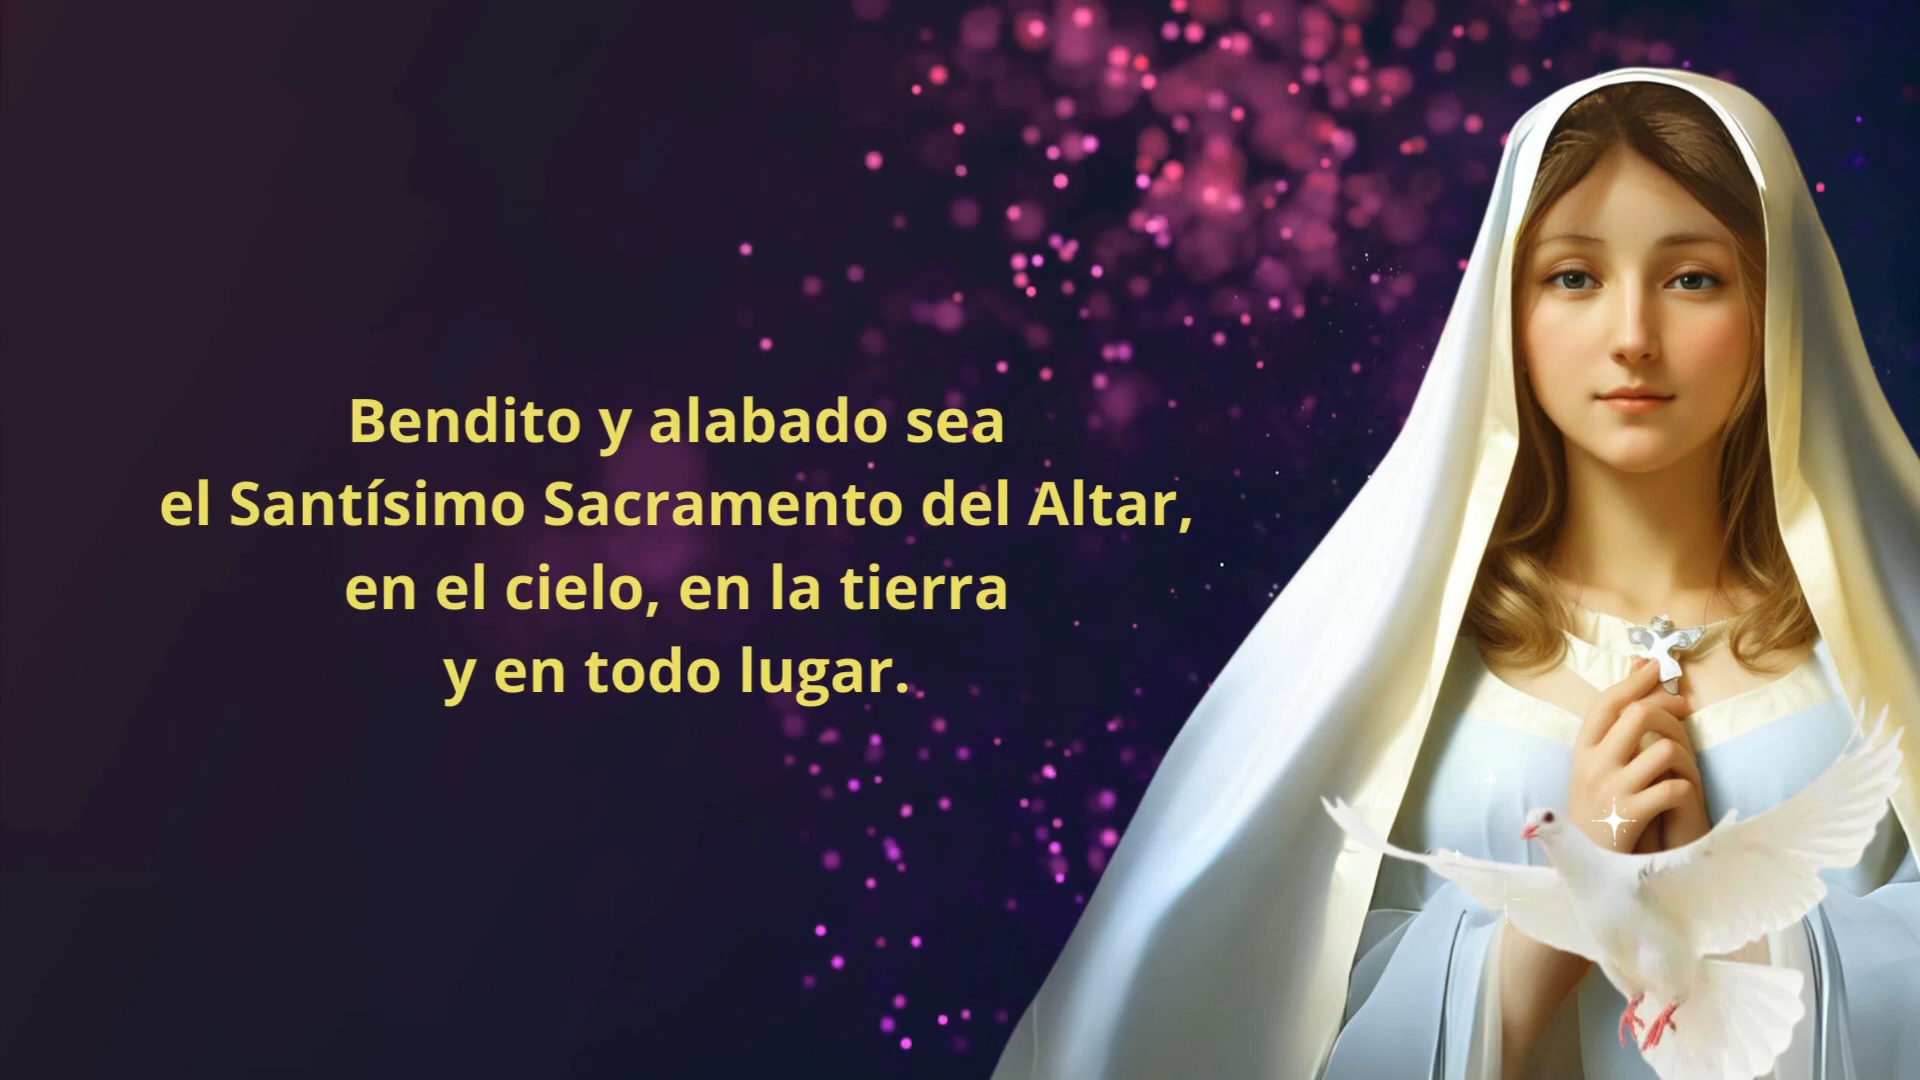 Bendito y alabado sea
el Santísimo Sacramento del Altar,
en el cielo, en la tierra
y en todo lugar.